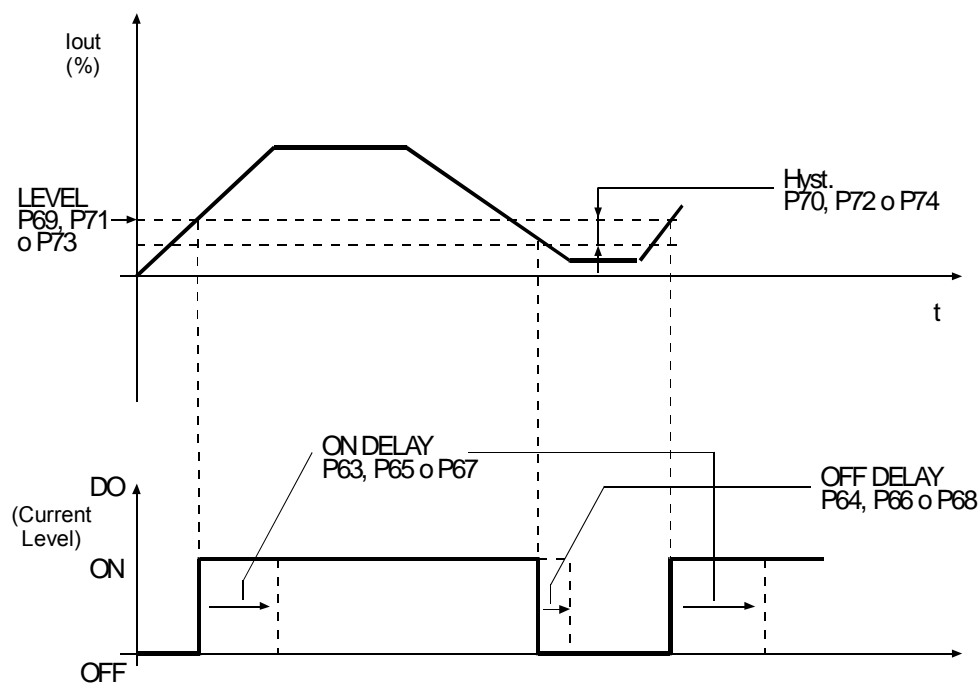 Iout
(%)
LEVEL
P69, P71
o P73
Hyst.
P70, P72 o P74
t
ON DELAY
P63, P65 o P67
OFF DELAY
P64, P66 o P68
DO
(Current
Level)
ON
OFF